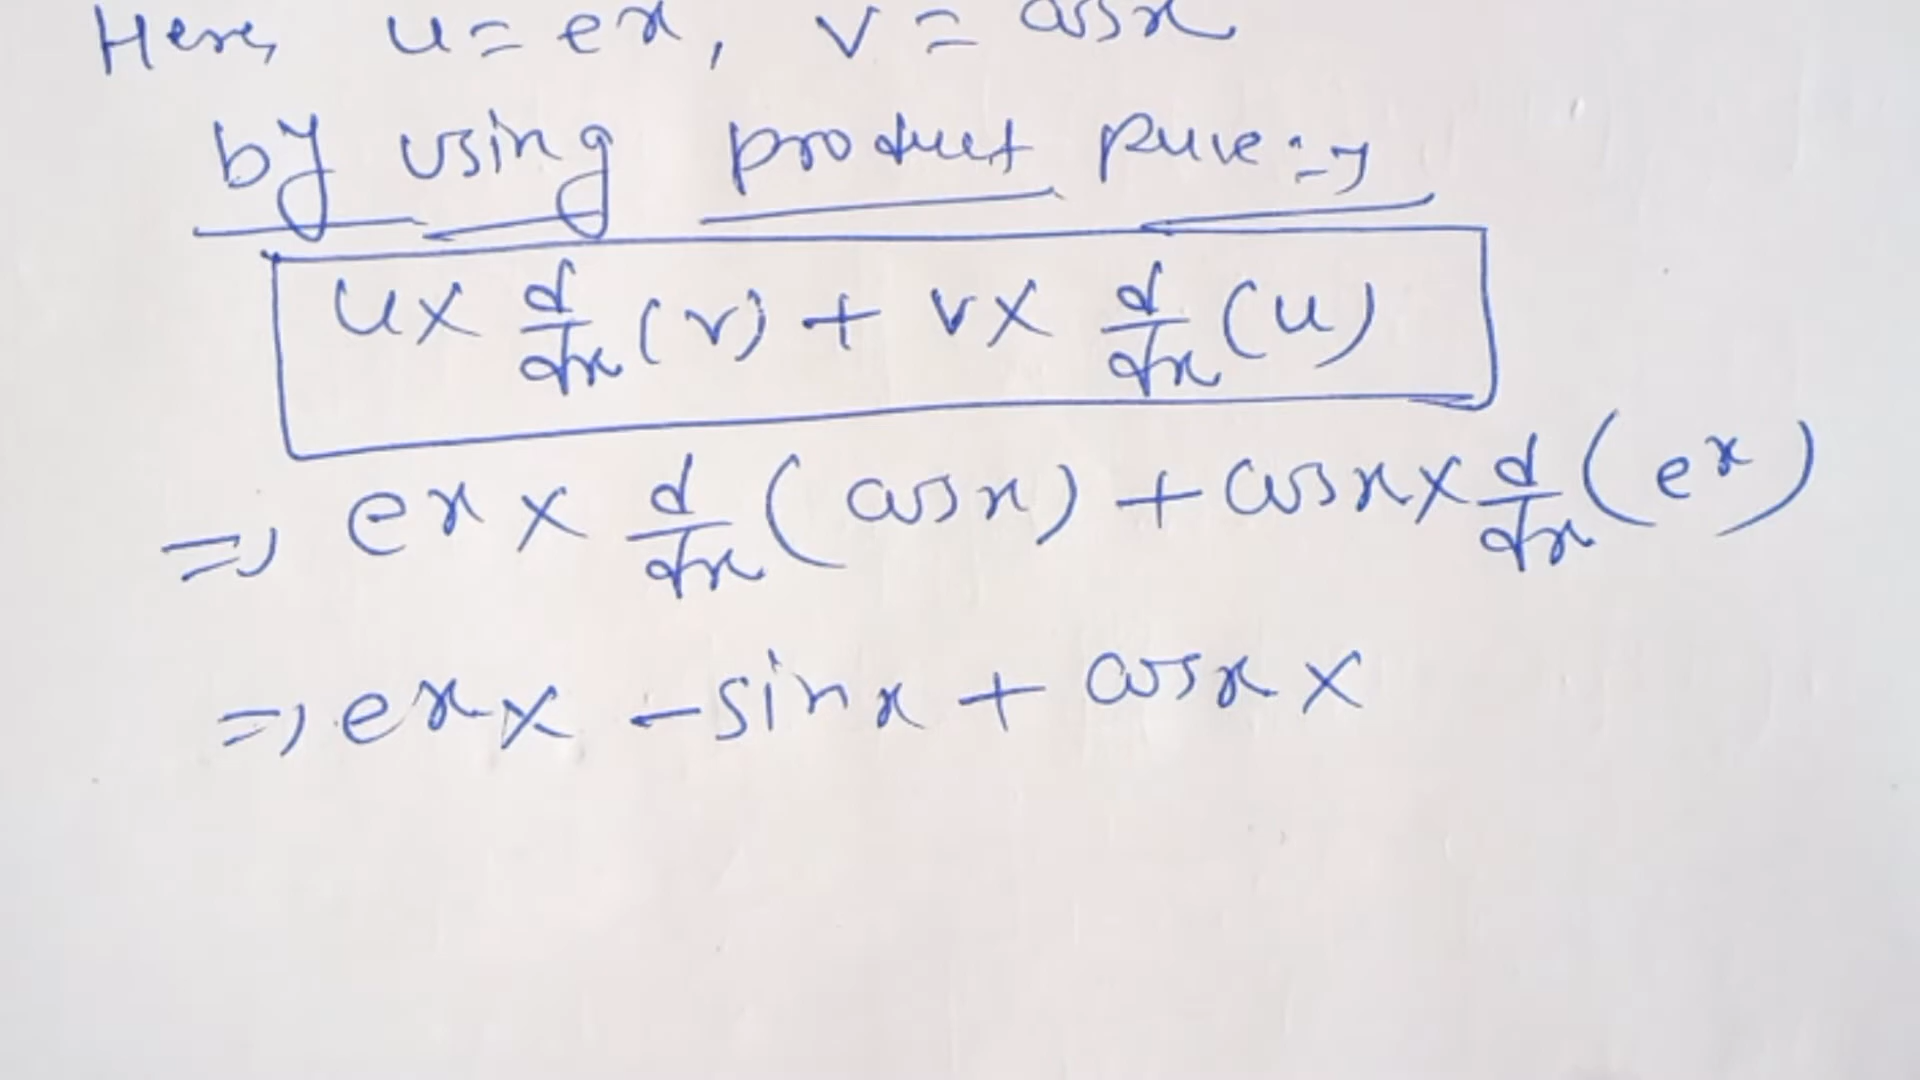 Here, u = eˣ, v = cosx
by using product Rule :-
u × d/dx (v) + v × d/dx (u)
=> eˣ × d/dx (cosx) + cosx × d/dx (eˣ)
=> eˣ × -sinx + cosx ×